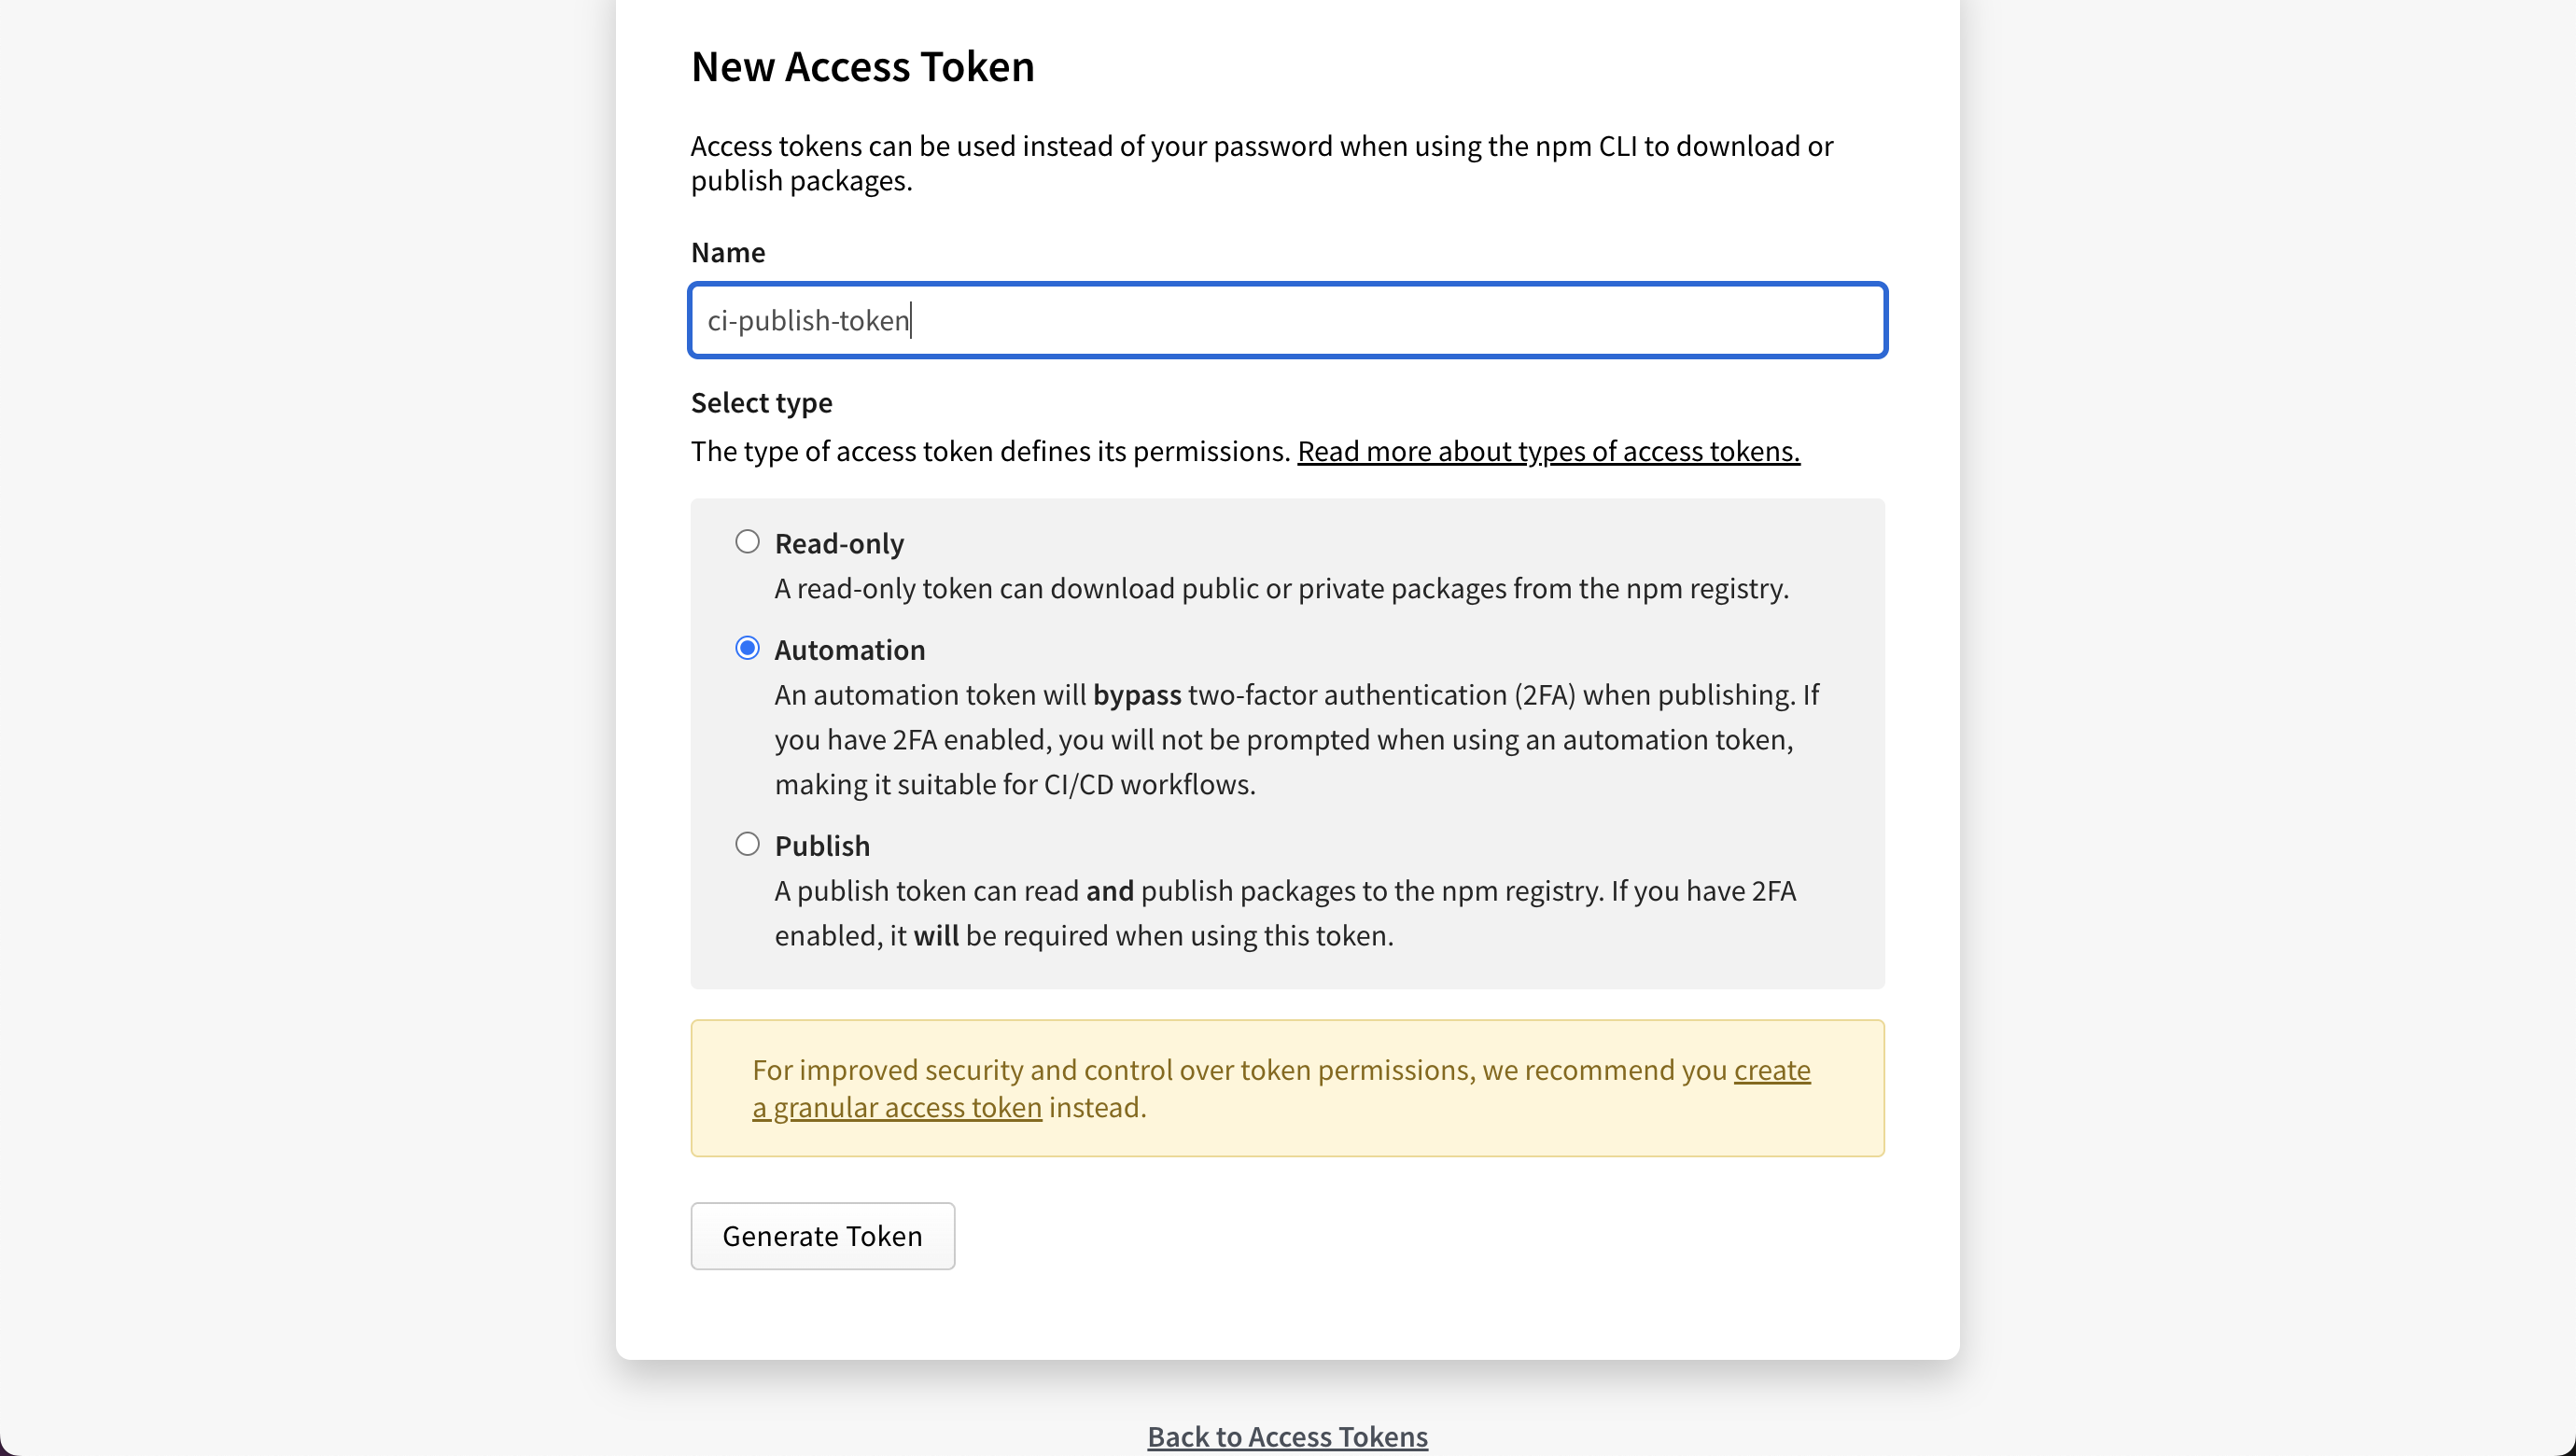 New Access Token
Access tokens can be used instead of your password when using the npm CLI to download or
publish packages.
Name
ci-publish-token
Select type
The type of access token defines its permissions. Read more about types of access tokens.
Read-only
A read-only token can download public or private packages from the npm registry.
Automation
An automation token will bypass two-factor authentication (2FA) when publishing. If
you have 2FA enabled, you will not be prompted when using an automation token,
making it suitable for CI/CD workflows.
Publish
A publish token can read and publish packages to the npm registry. If you have 2FA
enabled, it will be required when using this token.
For improved security and control over token permissions, we recommend you create
a granular access token instead.
Generate Token
Back to Access Tokens